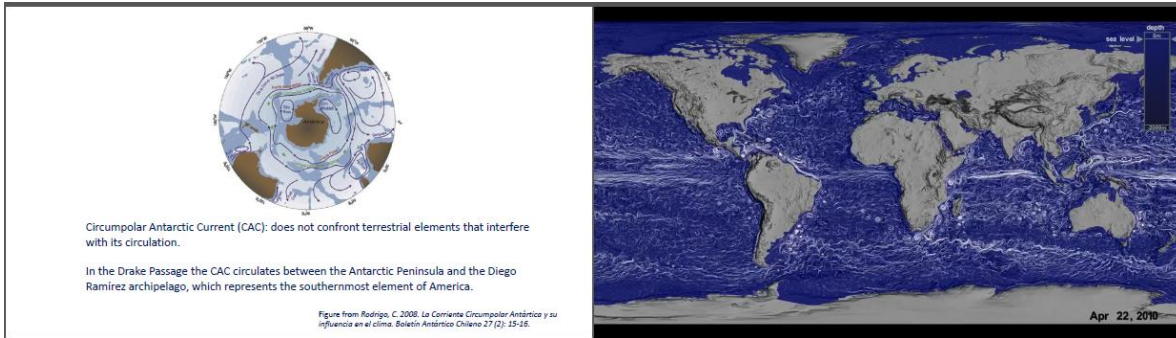 Circumpolar Antarctic Current (CAC): does not confront terrestrial elements that interfere
with its circulation.
In the Drake Passage the CAC circulates between the Antarctic Peninsula and the Diego
Ramírez archipelago, which represents the southernmost element of America.
Figure from Rodrigo, C. 2008. La Corriente Circumpolar Antártica y su
influencia en el clima. Boletín Antártico Chileno 27 (2): 15-16.
depth
sea level
0m
Apr 22, 2010